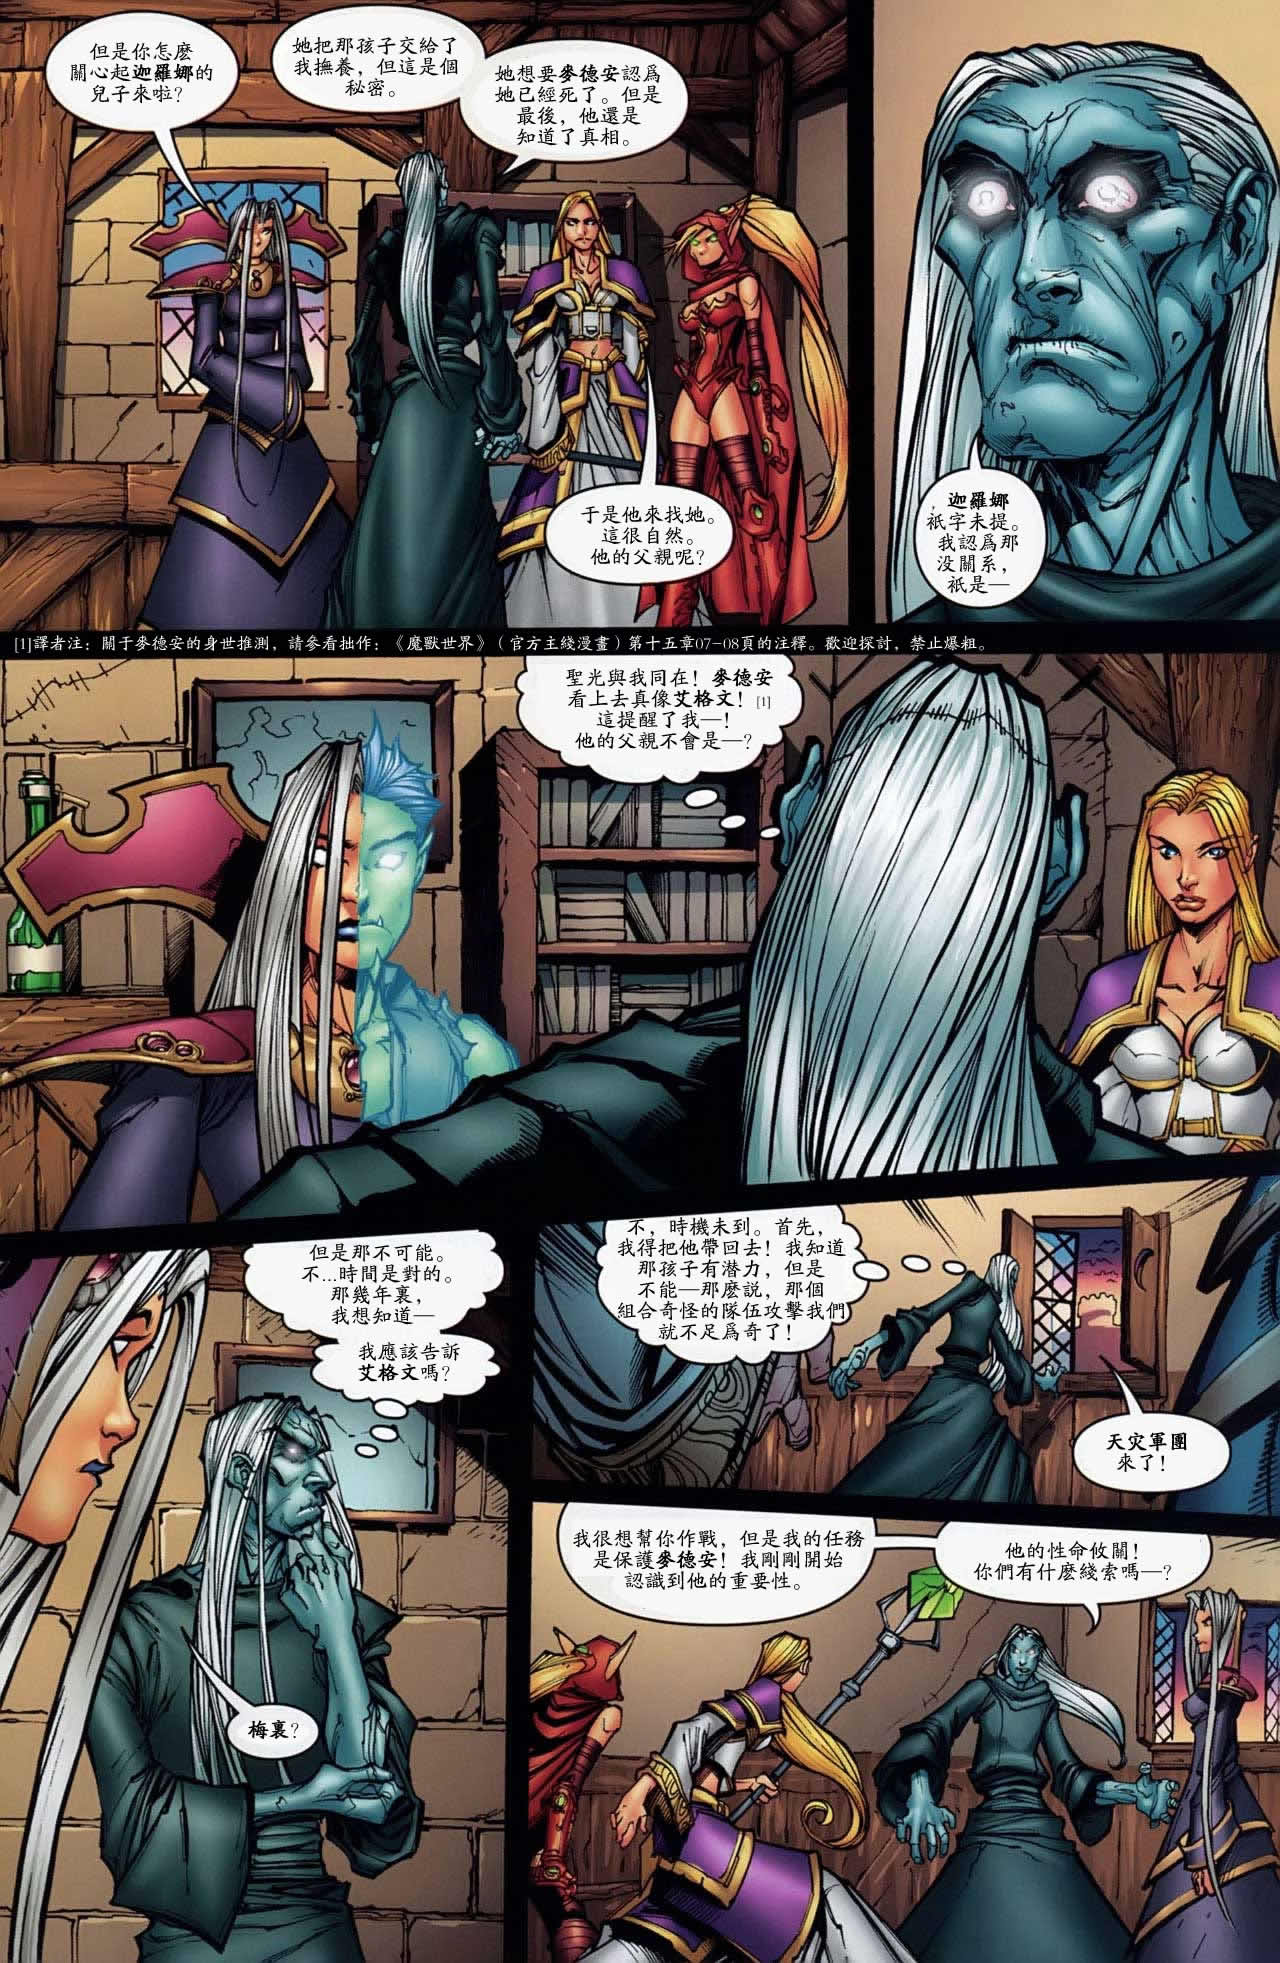 但是你怎麽
關心起迦羅娜的
兒子來啦?
她把那孩子交給了
我撫養，但這是個
秘密。
她想要麥德安認爲
她已經死了。但是
最後，他還是
知道了真相。
于是他來找她。
這很自然。
他的父親呢?
迦羅娜
衹字未提。
我認爲那
没關系，
衹是—
[1]譯者注：關于麥德安的身世推測，請參看拙作：《魔獸世界》（官方主綫漫畫）第十五章07-08頁的注釋。歡迎探討，禁止爆粗。
聖光與我同在！麥德安
看上去真像艾格文！[1]
這提醒了我—!
他的父親不會是—?
但是那不可能。
不...時間是對的。
那幾年裏，
我想知道—
我應該告訴
艾格文嗎?
梅裏?
不，時機未到。首先，
我得把他帶回去！我知道
那孩子有潜力，但是
不能—那麽説，那個
組合奇怪的隊伍攻擊我們
就不足爲奇了!
天灾軍團
來了!
我很想幫你作戰，但是我的任務
是保護麥德安！我剛剛開始
認識到他的重要性。
他的性命攸關!
你們有什麽綫索嗎—?